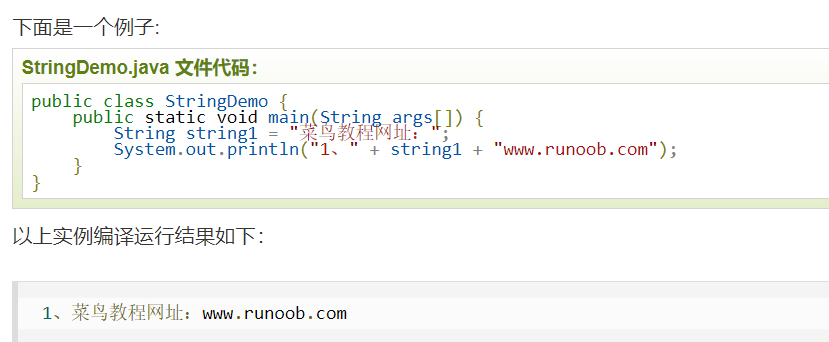 下面是一个例子:
StringDemo.java 文件代码：
public class StringDemo {
    public static void main(String args[]) {
        String string1 = "菜鸟教程网址：";
        System.out.println("1、" + string1 + "www.runoob.com");
    }
}
以上实例编译运行结果如下：
1、菜鸟教程网址：www.runoob.com